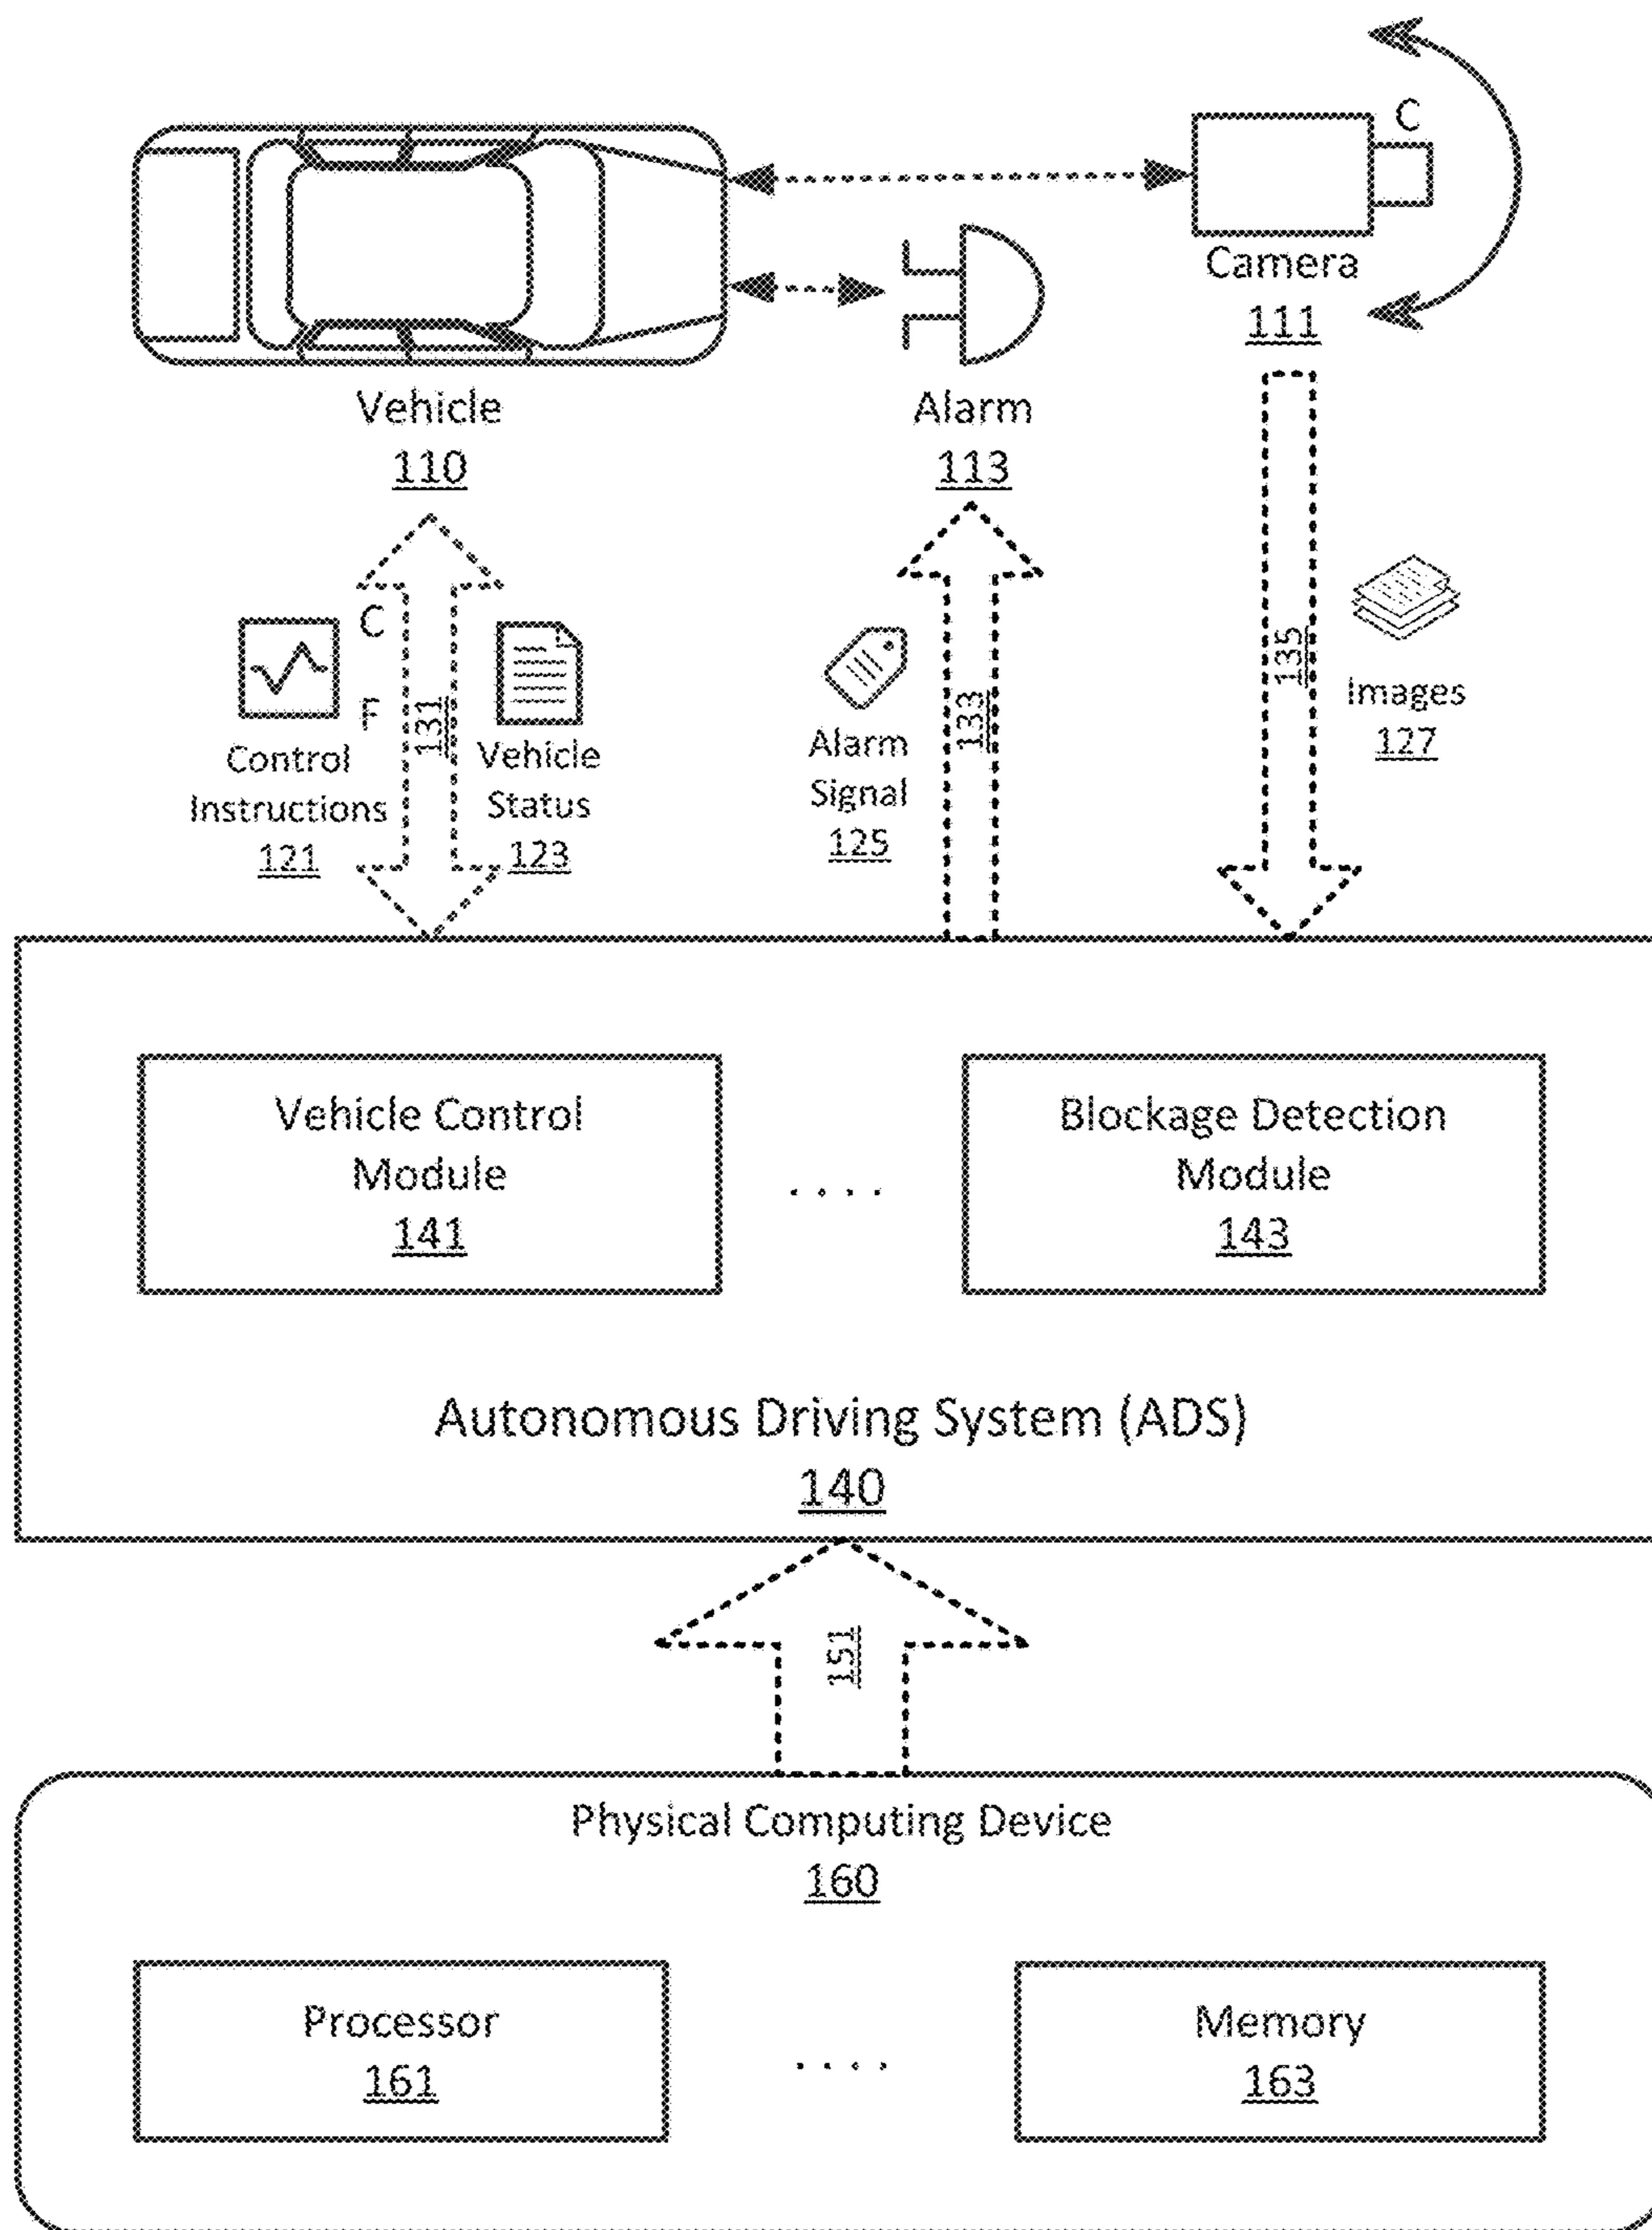 C
Camera
111
Vehicle
110
Alarm
113
C
F
131
Control
Instructions
121
Vehicle
Status
123
Alarm
Signal
125
133
135
Images
127
Vehicle Control
Module
141
. . . .
Blockage Detection
Module
143
Autonomous Driving System (ADS)
140
151
Physical Computing Device
160
Processor
161
. . . .
Memory
163